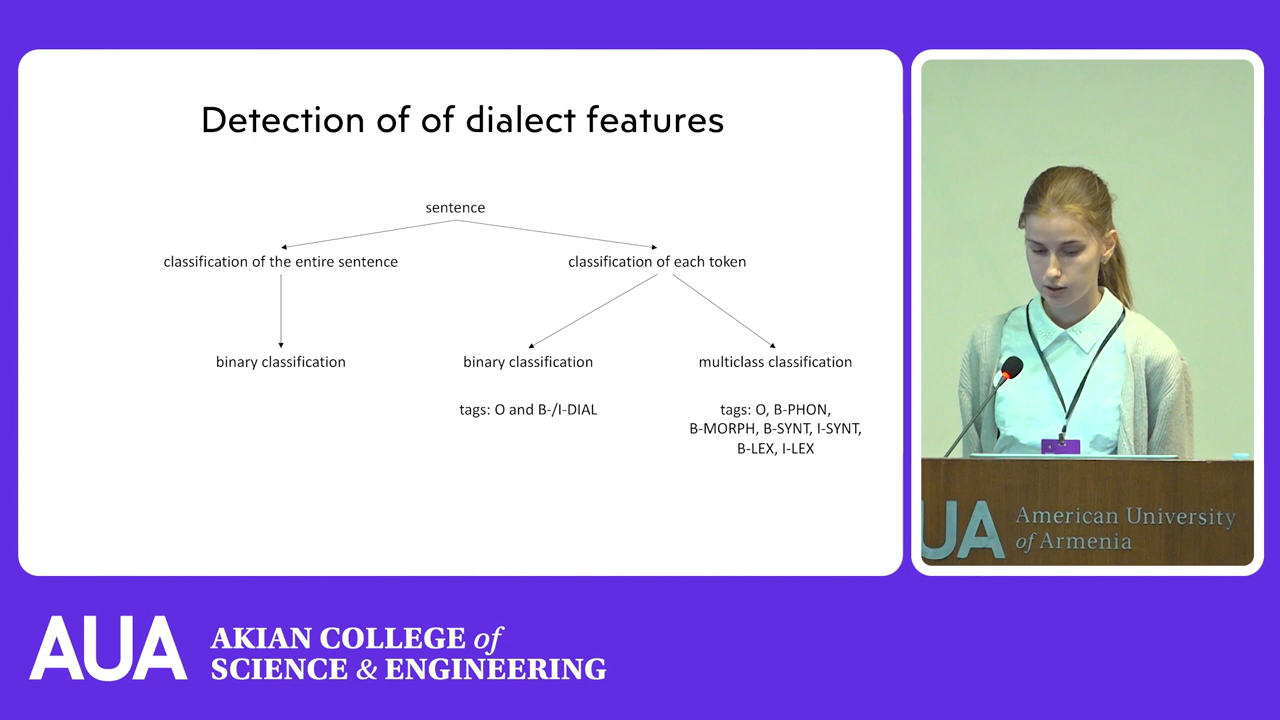 Detection of of dialect features
sentence
classification of the entire sentence
classification of each token
binary classification
binary classification
multiclass classification
tags: O and B-/I-DIAL
tags: O, B-PHON,
B-MORPH, B-SYNT, I-SYNT,
B-LEX, I-LEX
UA American University
of Armenia
AUA AKIAN COLLEGE of
SCIENCE & ENGINEERING